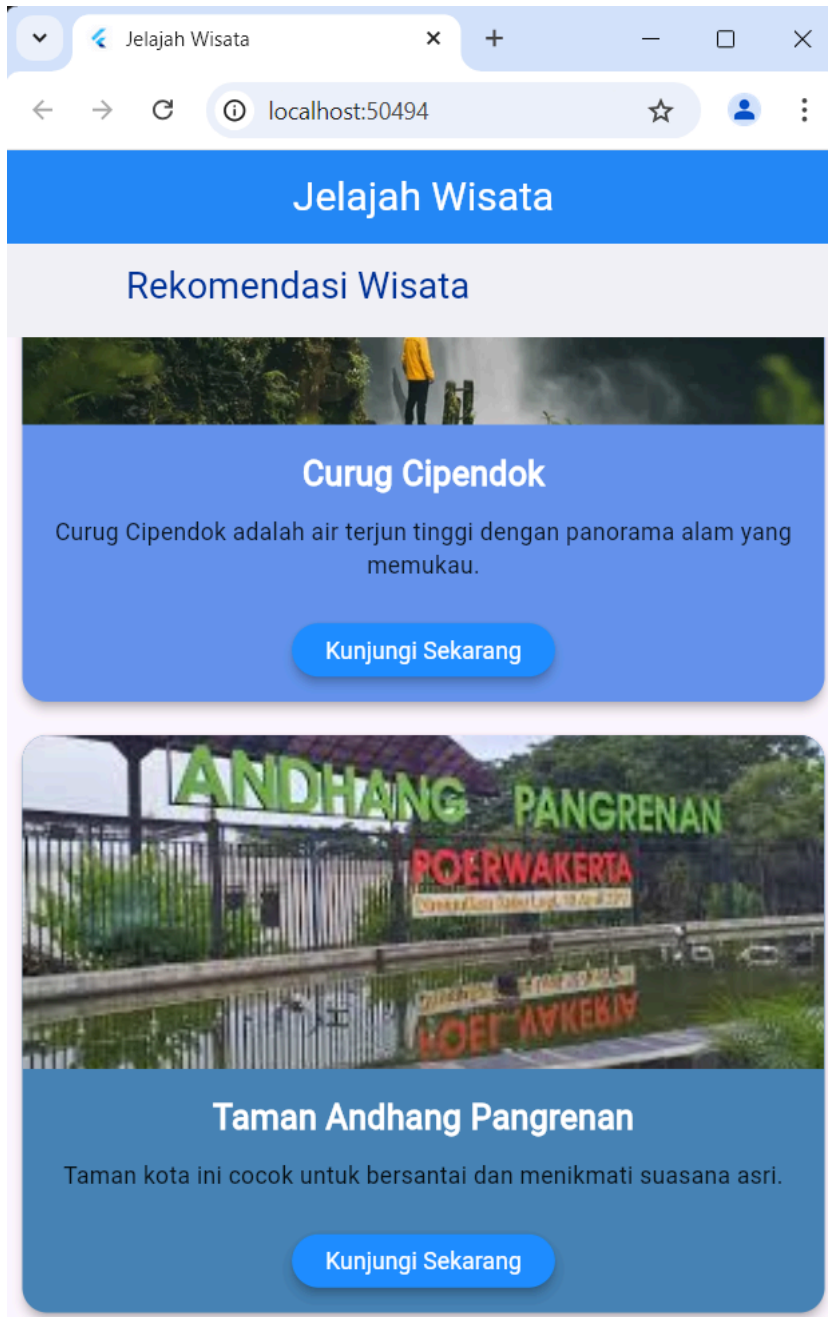 Jelajah Wisata
localhost:50494
Jelajah Wisata
Rekomendasi Wisata
Curug Cipendok
Curug Cipendok adalah air terjun tinggi dengan panorama alam yang
memukau.
Kunjungi Sekarang
ANDHANG PANGRENAN
POERWAKERTA
Taman Andhang Pangrenan
Taman kota ini cocok untuk bersantai dan menikmati suasana asri.
Kunjungi Sekarang